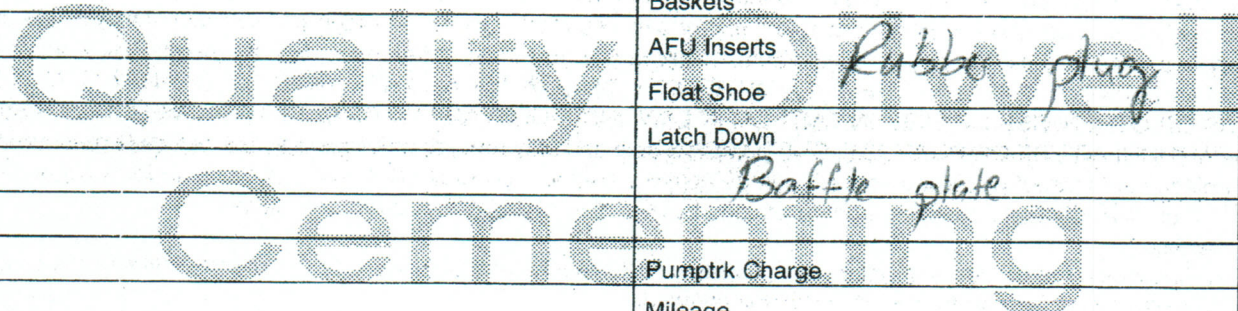 Baskets
AFU Inserts Rubber plug
Float Shoe
Latch Down
Baffle plate
Pumptrk Charge
Mileage
Quality Oilwell
Cementing